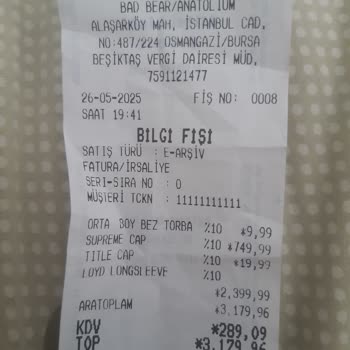 BAD BEAR/ANATOLIUM
ALAŞARKÖY MAH, İSTANBUL CAD,
NO:487/224 OSMANGAZİ/BURSA
BEŞİKTAŞ VERGİ DAİRESİ MÜD,
7591121477
26-05-2025 FİŞ NO: 0008
SAAT 19:41
BİLGİ FİŞİ
SATIŞ TÜRÜ : E-ARŞİV
FATURA/İRSALİYE
SERI-SIRA NO : 0
MÜŞTERİ TCKN : 11111111111
ORTA BOY BEZ TORBA %10 *9,99
SUPREME CAP %10 *749,99
TITLE CAP %10 *19,99
LOYD LONGSLEEVE %10
*2.399,99
ARATOPLAM *3.179,96
KDV *289,09
TOP *3.179,96